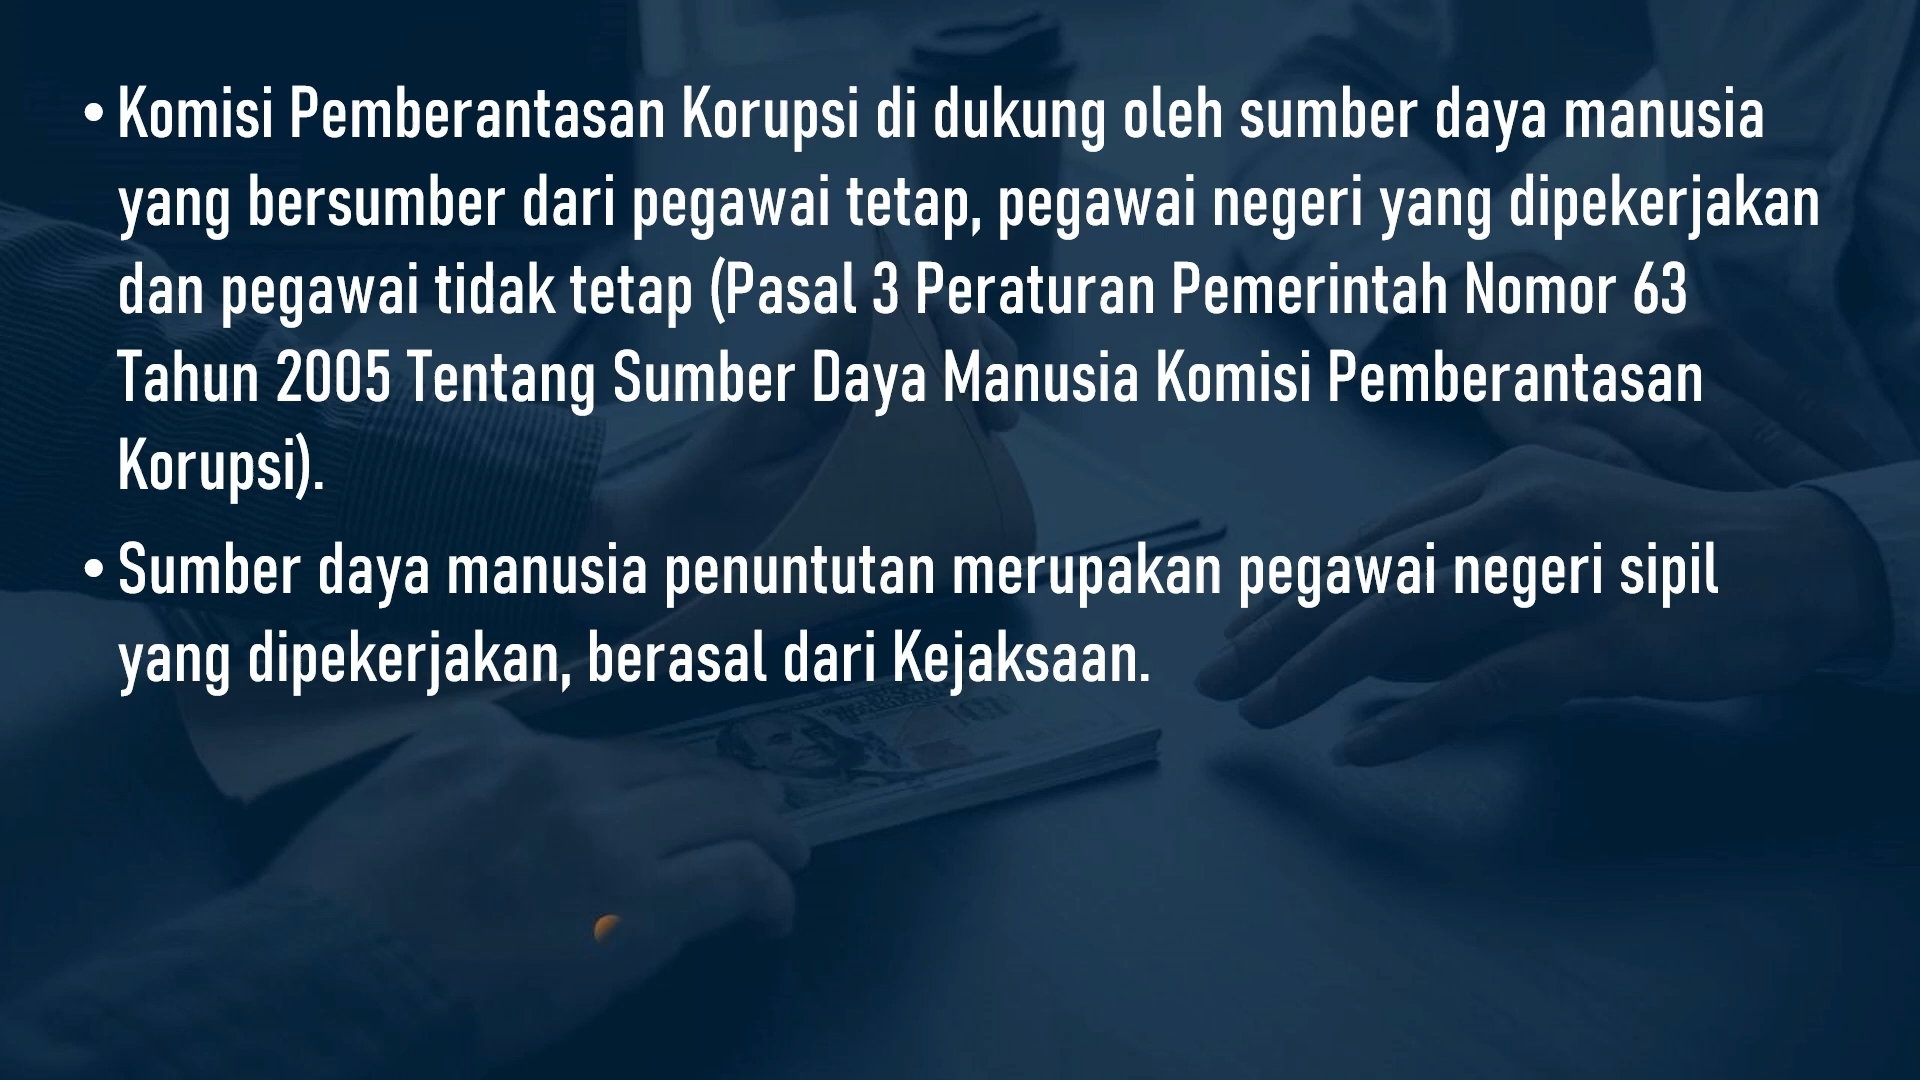 • Komisi Pemberantasan Korupsi di dukung oleh sumber daya manusia
yang bersumber dari pegawai tetap, pegawai negeri yang dipekerjakan
dan pegawai tidak tetap (Pasal 3 Peraturan Pemerintah Nomor 63
Tahun 2005 Tentang Sumber Daya Manusia Komisi Pemberantasan
Korupsi).
• Sumber daya manusia penuntutan merupakan pegawai negeri sipil
yang dipekerjakan, berasal dari Kejaksaan.